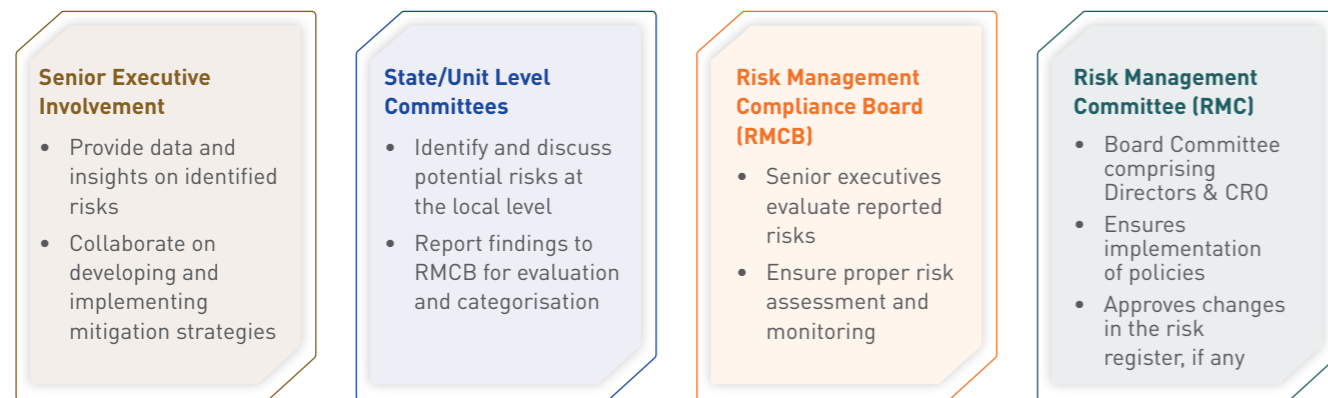 Senior Executive
Involvement
• Provide data and
insights on identified
risks
• Collaborate on
developing and
implementing
mitigation strategies
State/Unit Level
Committees
• Identify and discuss
potential risks at
the local level
• Report findings to
RMCB for evaluation
and categorisation
Risk Management
Compliance Board
(RMCB)
• Senior executives
evaluate reported
risks
• Ensure proper risk
assessment and
monitoring
Risk Management
Committee (RMC)
• Board Committee
comprising
Directors & CRO
• Ensures
implementation
of policies
• Approves changes
in the risk
register, if any